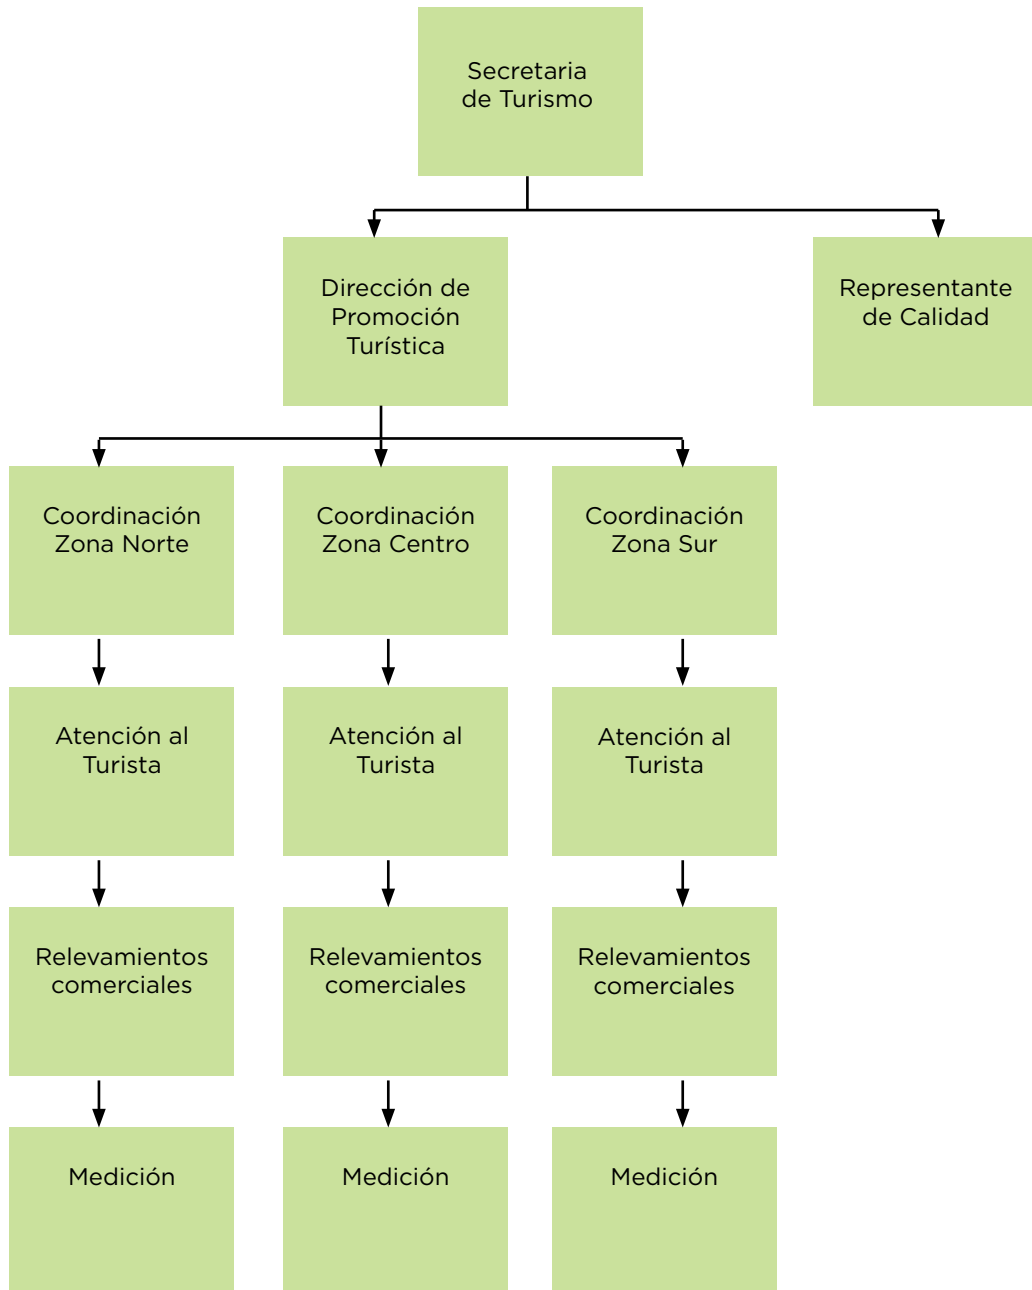 Secretaria
de Turismo
Dirección de
Promoción
Turística
Representante
de Calidad
Coordinación
Zona Norte
Coordinación
Zona Centro
Coordinación
Zona Sur
Atención al
Turista
Atención al
Turista
Atención al
Turista
Relevamientos
comerciales
Relevamientos
comerciales
Relevamientos
comerciales
Medición
Medición
Medición